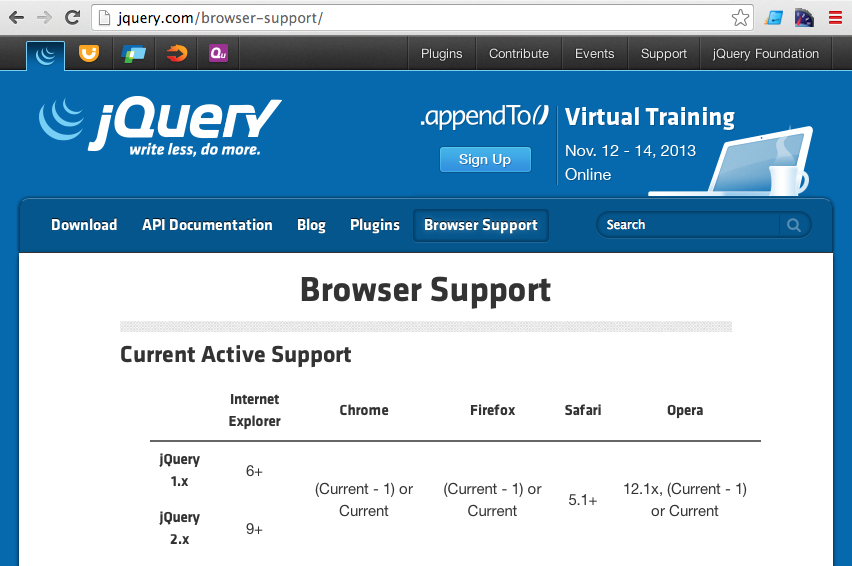 jquery.com/browser-support/
Qu
Plugins
Contribute
Events
Support
jQuery Foundation
jQuery
write less, do more.
.appendTo()
Sign Up
Virtual Training
Nov. 12 - 14, 2013
Online
Download
API Documentation
Blog
Plugins
Browser Support
Search
Browser Support
Current Active Support
Internet
Explorer
Chrome
Firefox
Safari
Opera
jQuery
1.x
6+
(Current - 1) or
Current
(Current - 1) or
Current
5.1+
12.1x, (Current - 1)
or Current
jQuery
2.x
9+